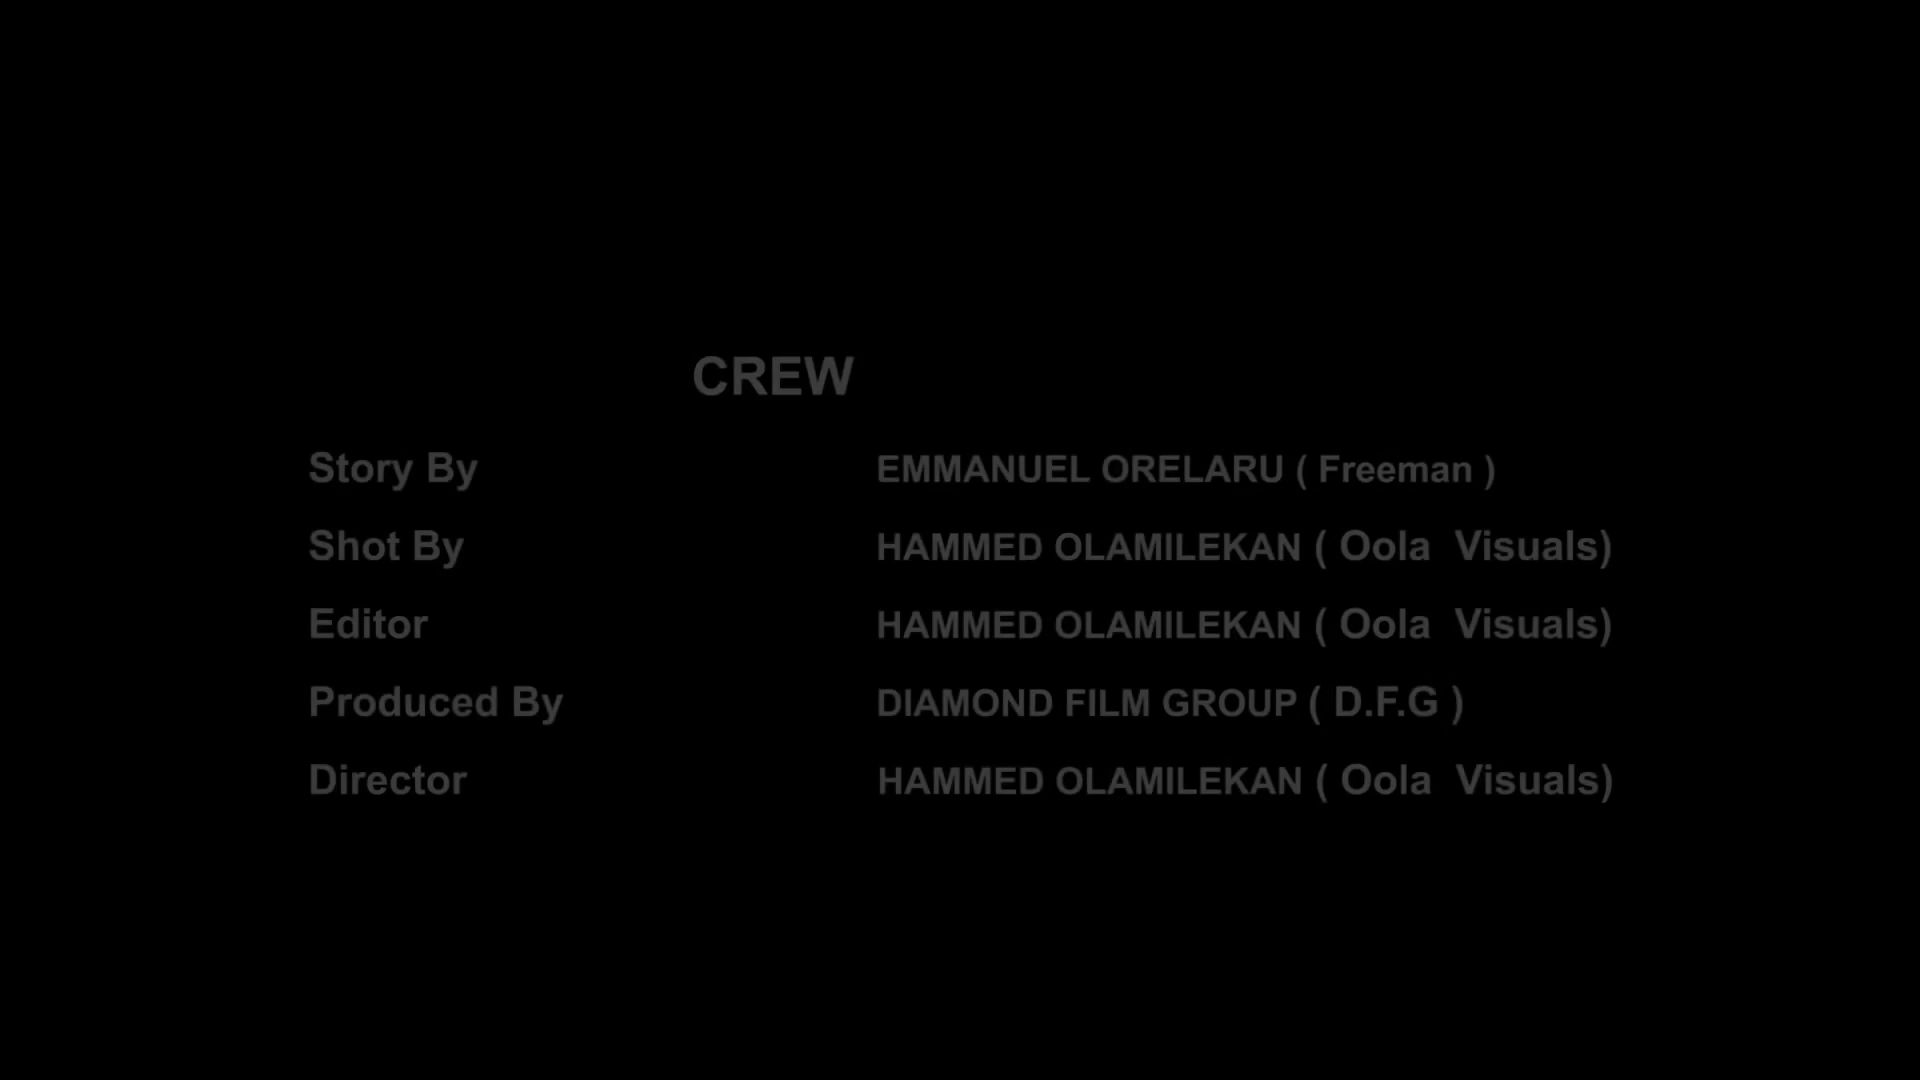 CREW
Story By EMMANUEL ORELARU ( Freeman )
Shot By HAMMED OLAMILEKAN ( Oola Visuals)
Editor HAMMED OLAMILEKAN ( Oola Visuals)
Produced By DIAMOND FILM GROUP ( D.F.G )
Director HAMMED OLAMILEKAN ( Oola Visuals)